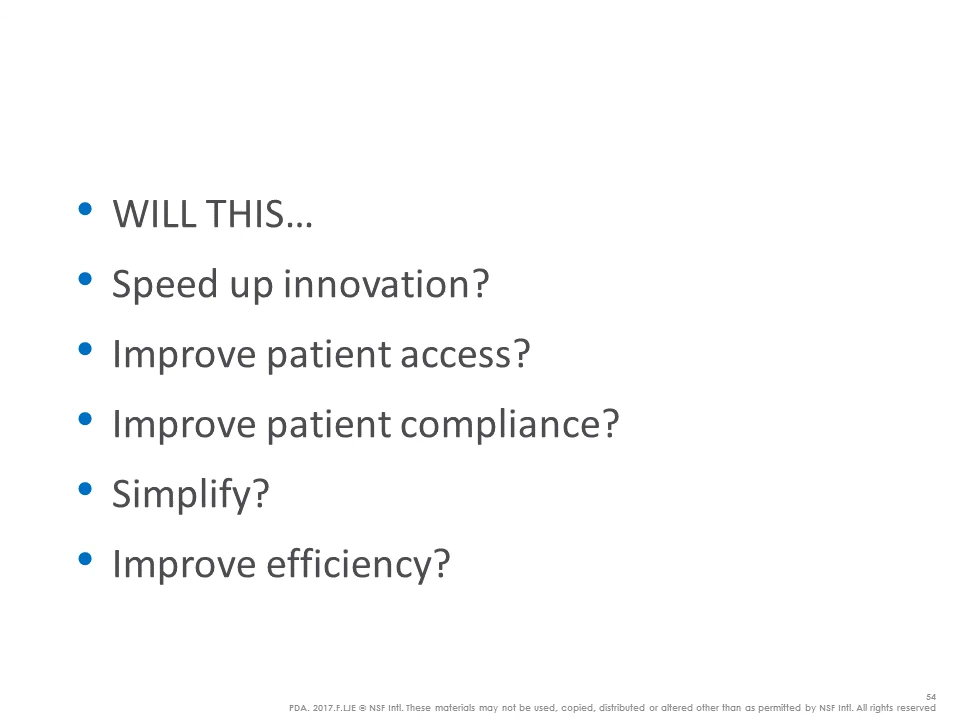 • WILL THIS…
• Speed up innovation?
• Improve patient access?
• Improve patient compliance?
• Simplify?
• Improve efficiency?
54
PDA. 2017.F.LJE ® NSF Intl. These materials may not be used, copied, distributed or altered other than as permitted by NSF Intl. All rights reserved